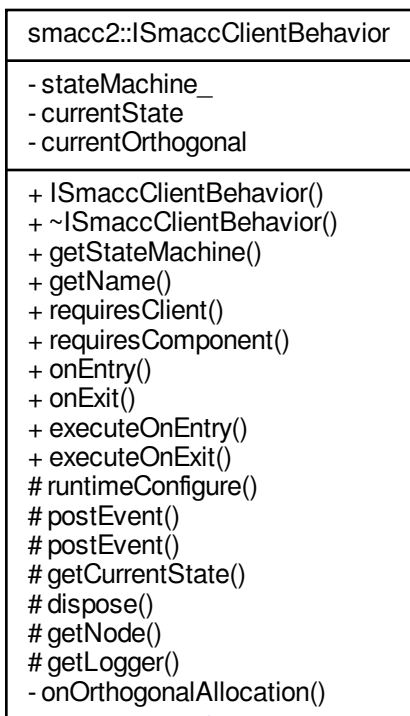 smacc2::ISmaccClientBehavior
- stateMachine_
- currentState
- currentOrthogonal
+ ISmaccClientBehavior()
+ ~ISmaccClientBehavior()
+ getStateMachine()
+ getName()
+ requiresClient()
+ requiresComponent()
+ onEntry()
+ onExit()
+ executeOnEntry()
+ executeOnExit()
# runtimeConfigure()
# postEvent()
# postEvent()
# getCurrentState()
# dispose()
# getNode()
# getLogger()
- onOrthogonalAllocation()